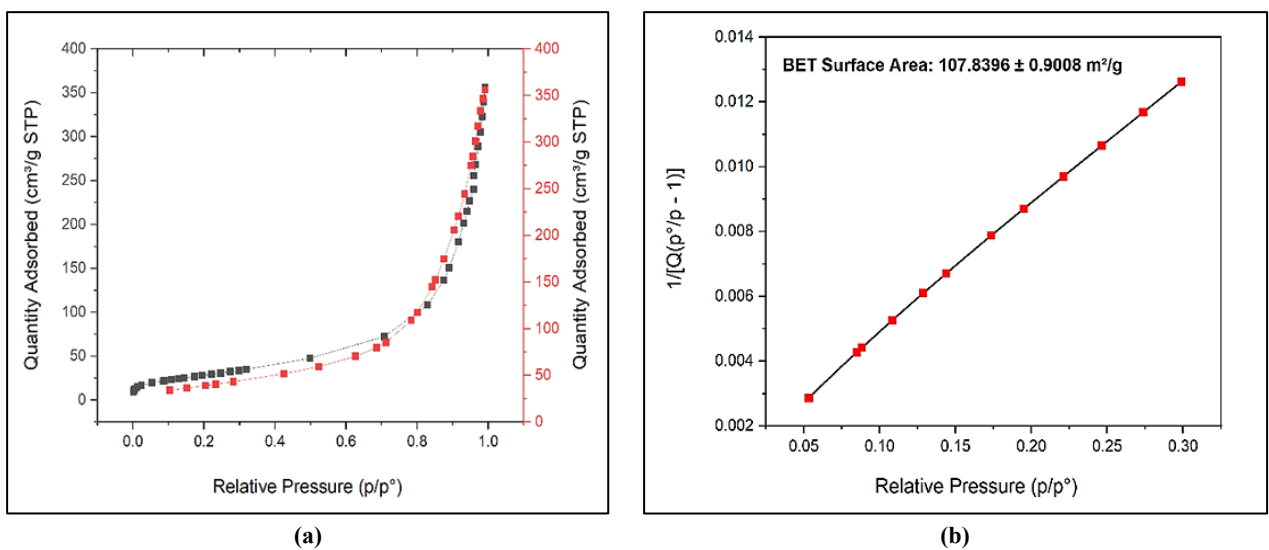 400
350
300
250
200
150
100
50
0
Quantity Adsorbed (cm³/g STP)
400
350
300
250
200
150
100
50
0
Quantity Adsorbed (cm³/g STP)
0.0 0.2 0.4 0.6 0.8 1.0
Relative Pressure (p/p°)
(a)
BET Surface Area: 107.8396 ± 0.9008 m²/g
0.014
0.012
0.010
0.008
0.006
0.004
0.002
1/[Q(p°/p - 1)]
0.05 0.10 0.15 0.20 0.25 0.30
Relative Pressure (p/p°)
(b)